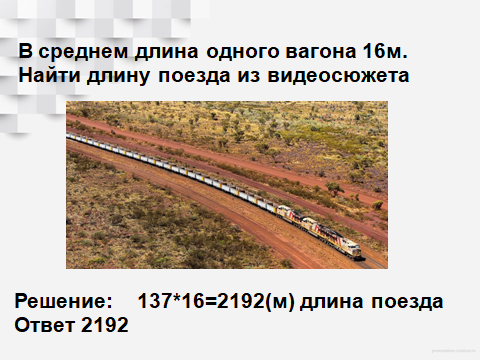 В среднем длина одного вагона 16м.
Найти длину поезда из видеосюжета
Решение: 137*16=2192(м) длина поезда
Ответ 2192